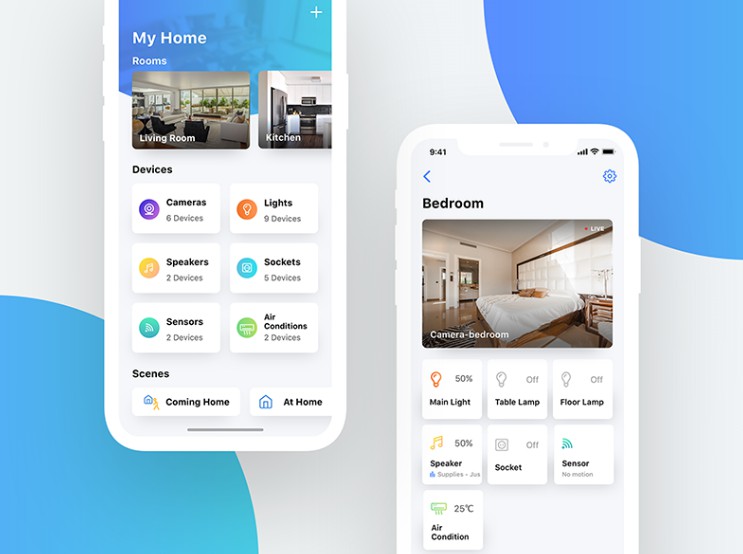 My Home
Rooms
Living Room
Kitchen
Devices
Cameras
6 Devices
Lights
9 Devices
Speakers
2 Devices
Sockets
5 Devices
Sensors
2 Devices
Air
Conditions
2 Devices
Scenes
Coming Home
At Home
9:41
Bedroom
LIVE
Camera-bedroom
50%
Main Light
Off
Table Lamp
Off
Floor Lamp
50%
Speaker
Supplies - Jus
Off
Socket
Sensor
No motion
25℃
Air
Condition